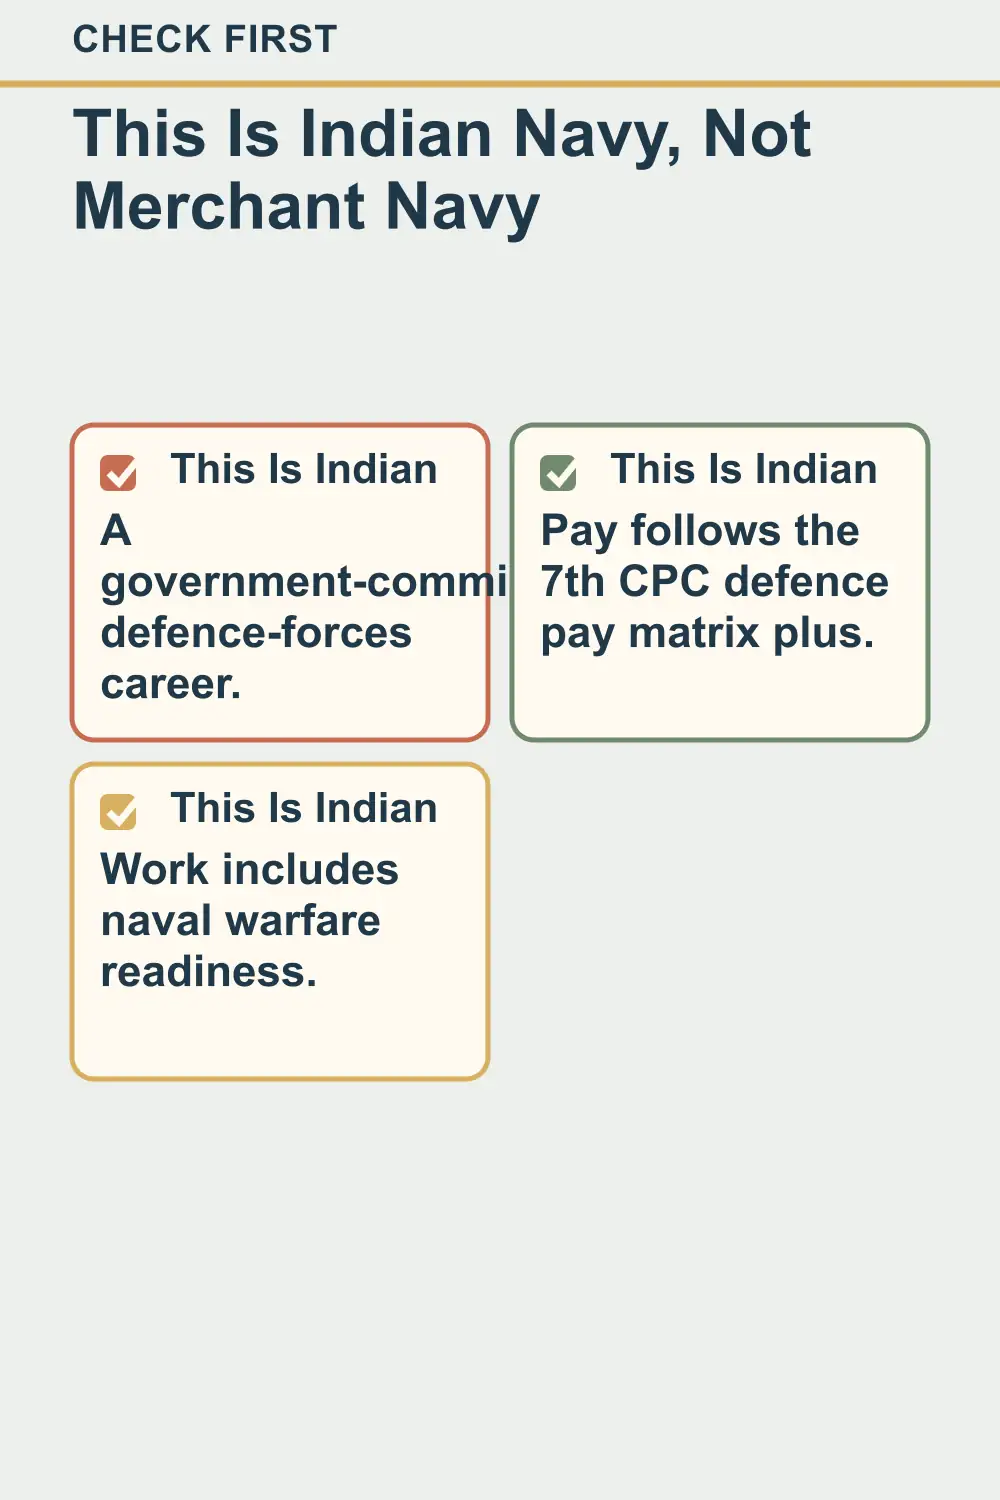 CHECK FIRST
This Is Indian Navy, Not
Merchant Navy
This Is Indian
A
government-commi
defence-forces
career.
This Is Indian
Pay follows the
7th CPC defence
pay matrix plus.
This Is Indian
Work includes
naval warfare
readiness.